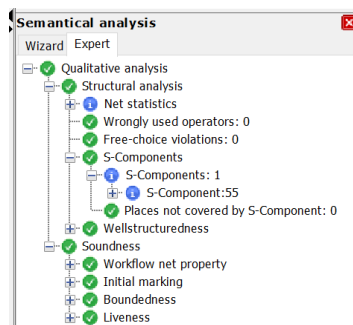 Semantical analysis
Wizard Expert
Qualitative analysis
Structural analysis
Net statistics
Wrongly used operators: 0
Free-choice violations: 0
S-Components
S-Components: 1
S-Component:55
Places not covered by S-Component: 0
Wellstructuredness
Soundness
Workflow net property
Initial marking
Boundedness
Liveness